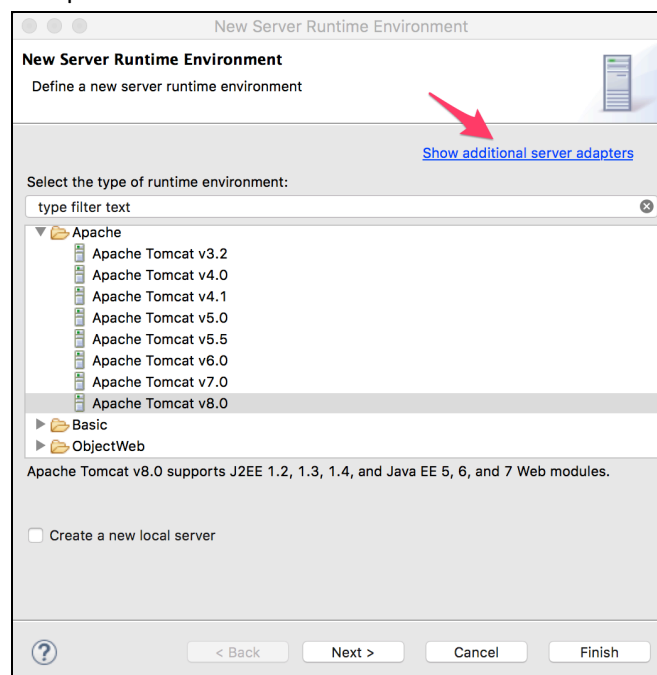 New Server Runtime Environment
New Server Runtime Environment
Define a new server runtime environment
Show additional server adapters
Select the type of runtime environment:
type filter text
Apache
Apache Tomcat v3.2
Apache Tomcat v4.0
Apache Tomcat v4.1
Apache Tomcat v5.0
Apache Tomcat v5.5
Apache Tomcat v6.0
Apache Tomcat v7.0
Apache Tomcat v8.0
Basic
ObjectWeb
Apache Tomcat v8.0 supports J2EE 1.2, 1.3, 1.4, and Java EE 5, 6, and 7 Web modules.
Create a new local server
? < Back Next > Cancel Finish